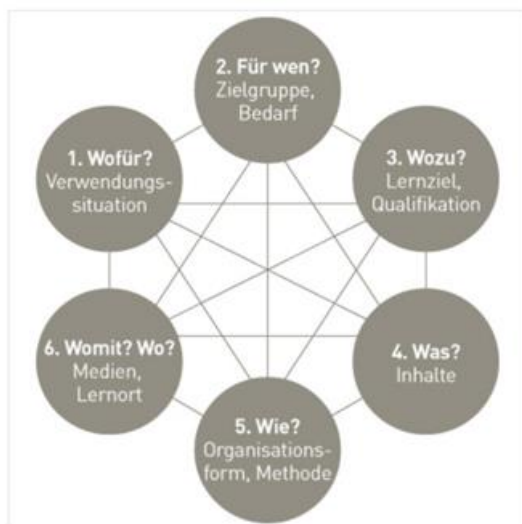 2. Für wen?
Zielgruppe,
Bedarf
1. Wofür?
Verwendungs-
situation
3. Wozu?
Lernziel,
Qualifikation
6. Womit? Wo?
Medien,
Lernort
4. Was?
Inhalte
5. Wie?
Organisations-
form, Methode